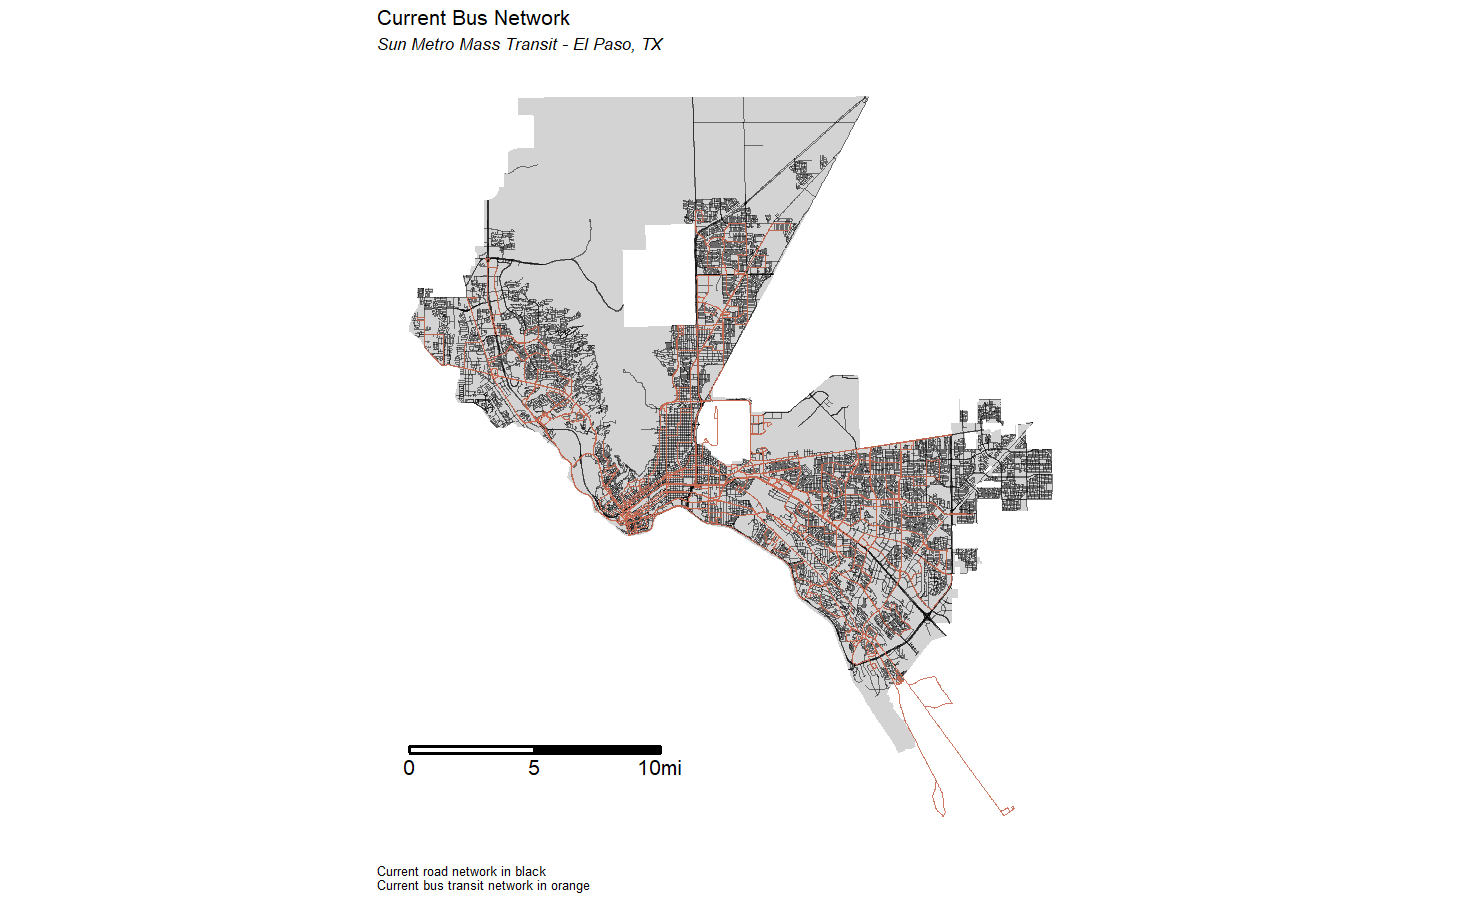 Current Bus Network
Sun Metro Mass Transit - El Paso, TX
0 5 10mi
Current road network in black
Current bus transit network in orange